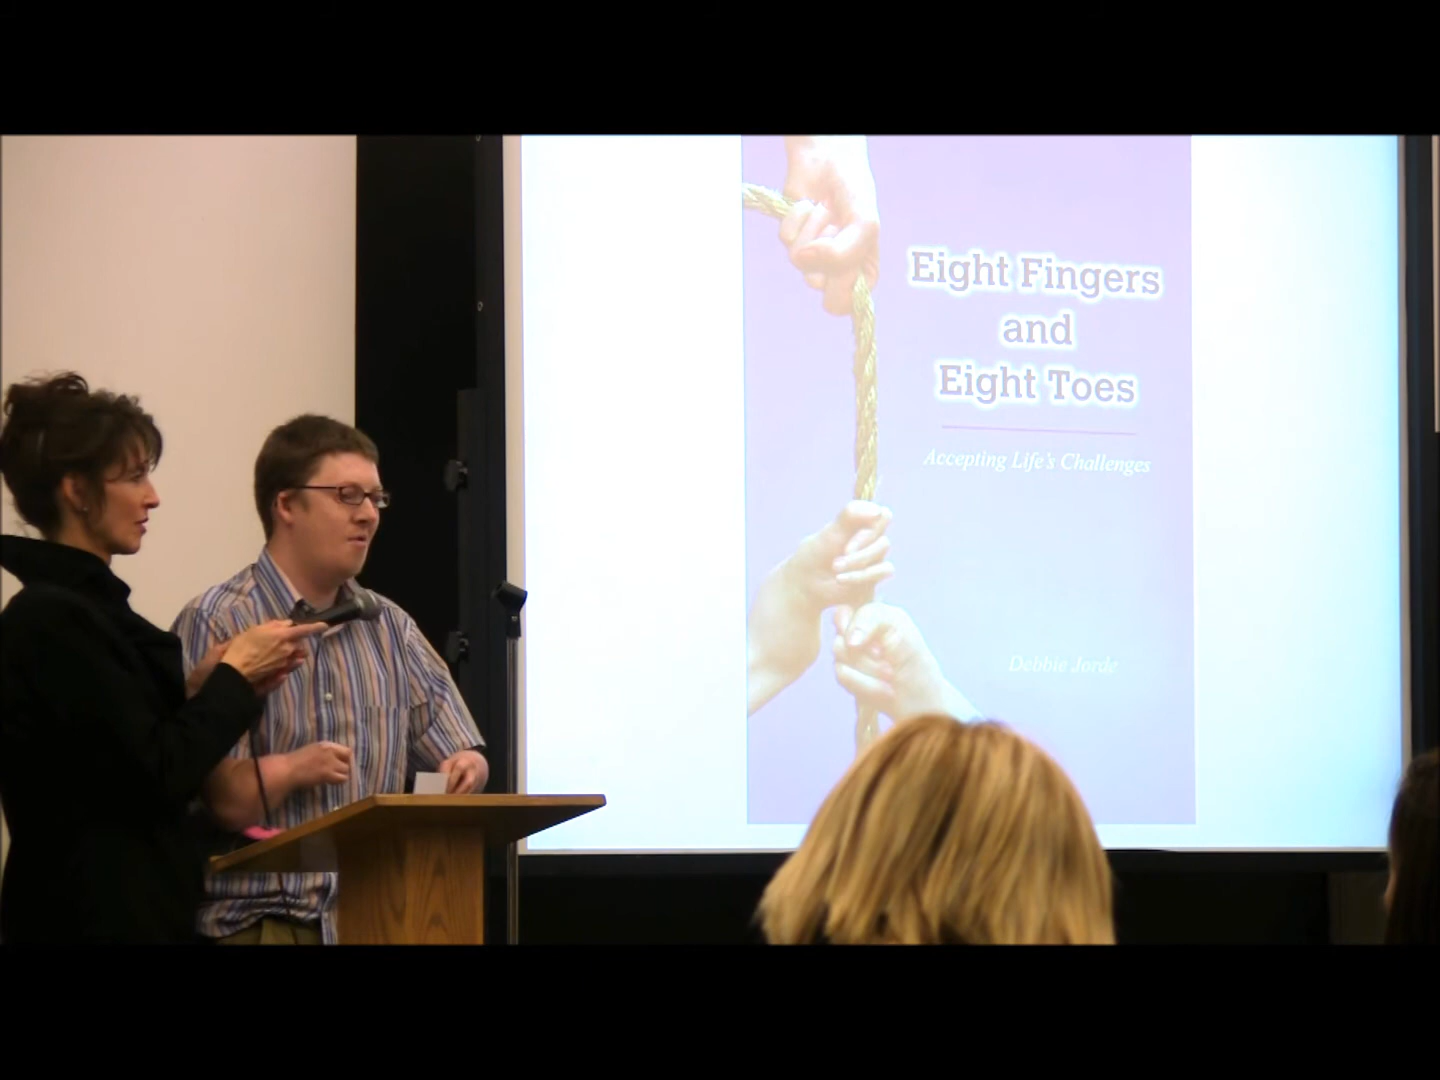 Eight Fingers
and
Eight Toes
Accepting Life's Challenges
Debbie Jorde